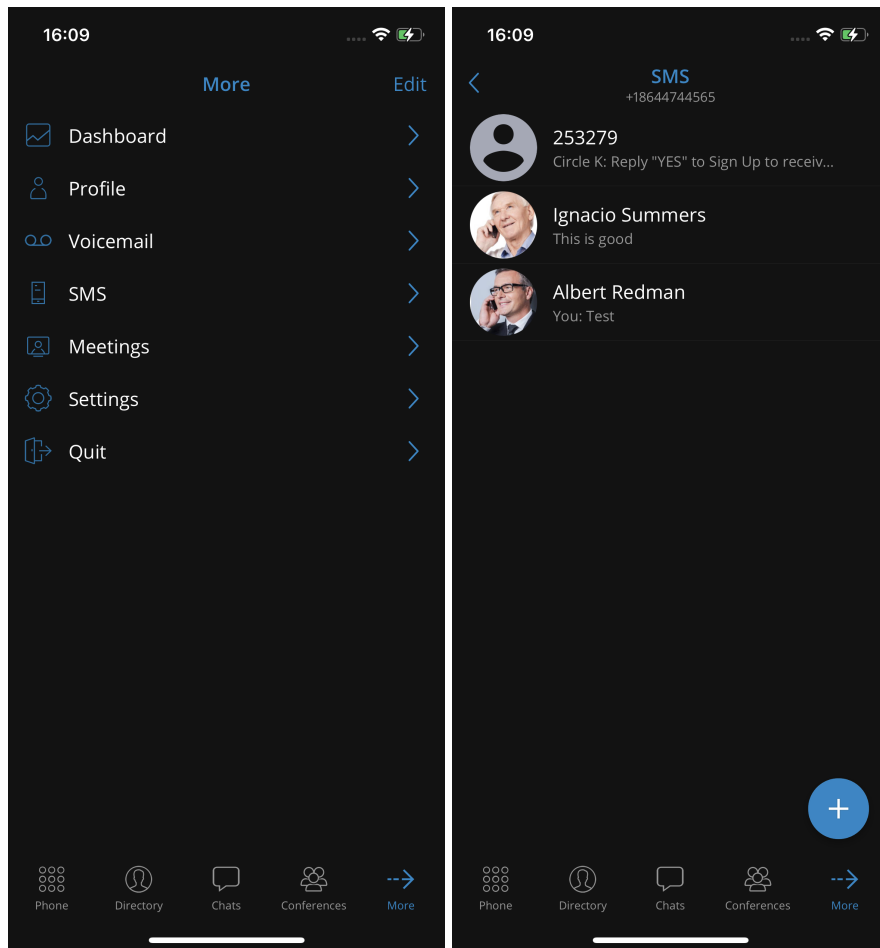 16:09
More
Edit
Dashboard
Profile
Voicemail
SMS
Meetings
Settings
Quit
Phone
Directory
Chats
Conferences
More
16:09
SMS
+18644744565
253279
Circle K: Reply "YES" to Sign Up to receiv...
Ignacio Summers
This is good
Albert Redman
You: Test
Phone
Directory
Chats
Conferences
More